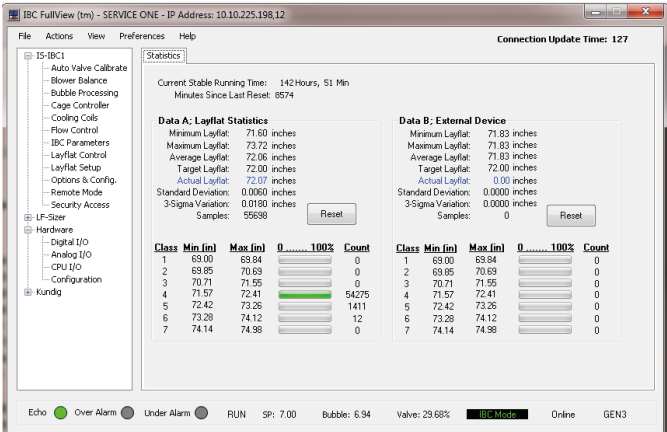 IBC FullView (tm) - SERVICE ONE - IP Address: 10.10.225.198,12
File Actions View Preferences Help
Connection Update Time: 127
IS-IBC1
Auto Valve Calibrate
Blower Balance
Bubble Processing
Cage Controller
Cooling Coils
Flow Control
IBC Parameters
Layflat Control
Layflat Setup
Options & Config.
Remote Mode
Security Access
LF-Sizer
Hardware
Digital I/O
Analog I/O
CPU I/O
Configuration
Kundig
Statistics
Current Stable Running Time: 142 Hours, 51 Min
Minutes Since Last Reset: 8574
Data A; Layflat Statistics
Minimum Layflat: 71.60 inches
Maximum Layflat: 73.72 inches
Average Layflat: 72.06 inches
Target Layflat: 72.00 inches
Actual Layflat: 72.07 inches
Standard Deviation: 0.0060 inches
3-Sigma Variation: 0.0180 inches
Samples: 55698
Reset
Class Min (in) Max (in) 0 ....... 100% Count
1 69.00 69.84 0
2 69.85 70.69 0
3 70.71 71.55 0
4 71.57 72.41 54275
5 72.42 73.26 1411
6 73.28 74.12 12
7 74.14 74.98 0
Data B; External Device
Minimum Layflat: 71.83 inches
Maximum Layflat: 71.83 inches
Average Layflat: 71.83 inches
Target Layflat: 72.00 inches
Actual Layflat: 0.00 inches
Standard Deviation: 0.0000 inches
3-Sigma Variation: 0.0000 inches
Samples: 0
Reset
Class Min (in) Max (in) 0 ....... 100% Count
1 69.00 69.84 0
2 69.85 70.69 0
3 70.71 71.55 0
4 71.57 72.41 0
5 72.42 73.26 0
6 73.28 74.12 0
7 74.14 74.98 0
Echo Over Alarm Under Alarm RUN SP: 7.00 Bubble: 6.94 Valve: 29.68% IBC Mode Online GEN3